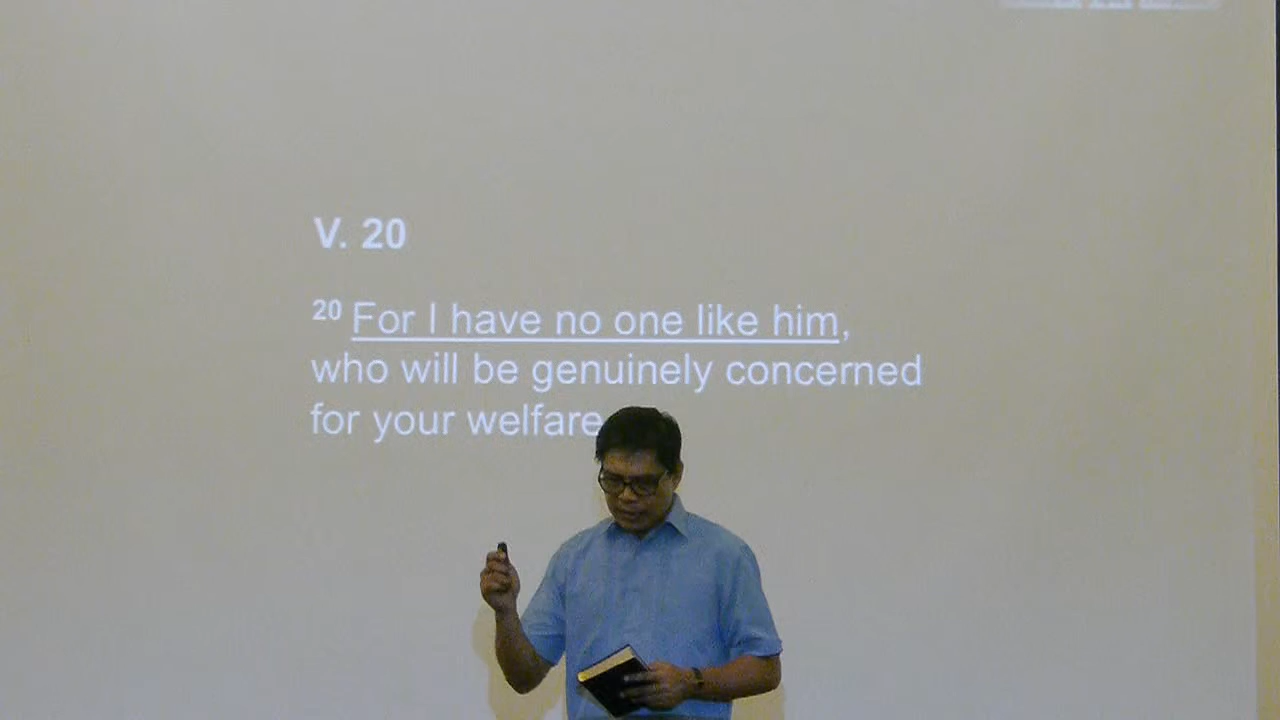 V. 20
20 For I have no one like him,
who will be genuinely concerned
for your welfare